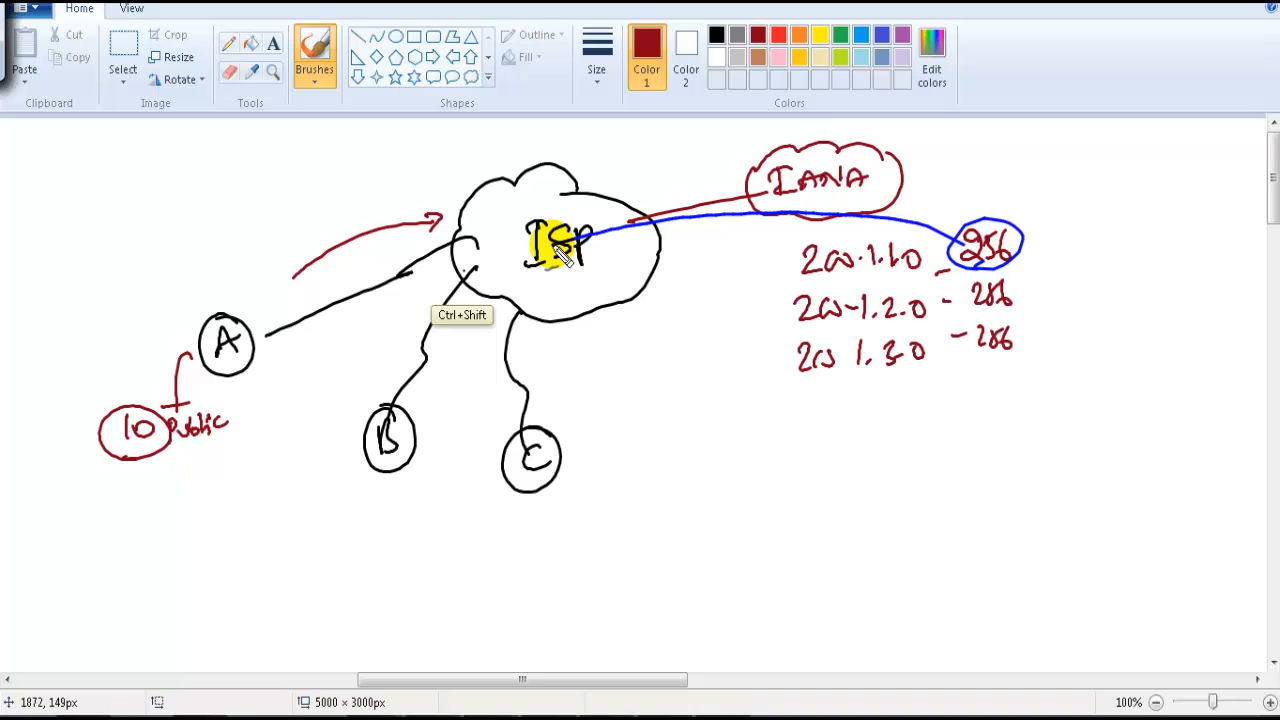 Home View
Paste
Cut
Copy
Clipboard
Select
Crop
Resize
Rotate
Image
A
Tools
Brushes
Outline
Fill
Shapes
Size
Color
1
Color
2
Edit
colors
Colors
IANA
ISP
256
200.1.1.0 -
200.1.2.0 - 256
200.1.3.0 - 256
Ctrl+Shift
A
10 Public
B
C
1872, 149px
5000 × 3000px
100%